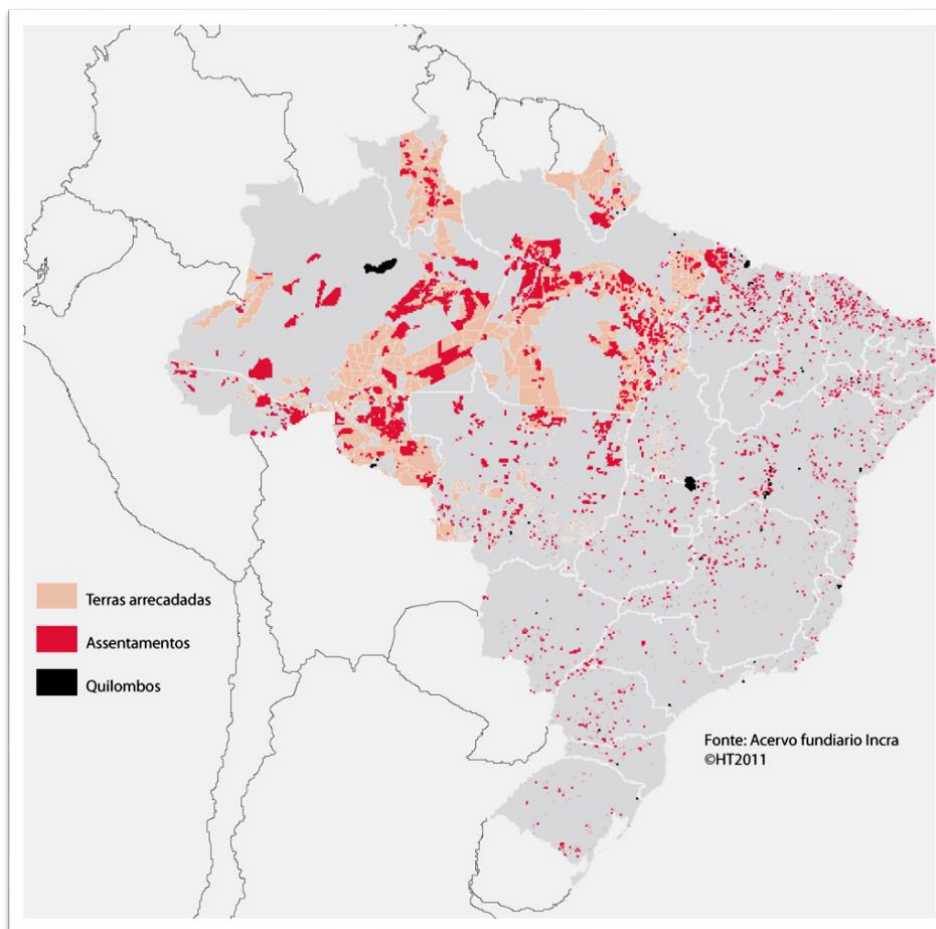 Terras arrecadadas
Assentamentos
Quilombos
Fonte: Acervo fundiario Incra
©HT2011